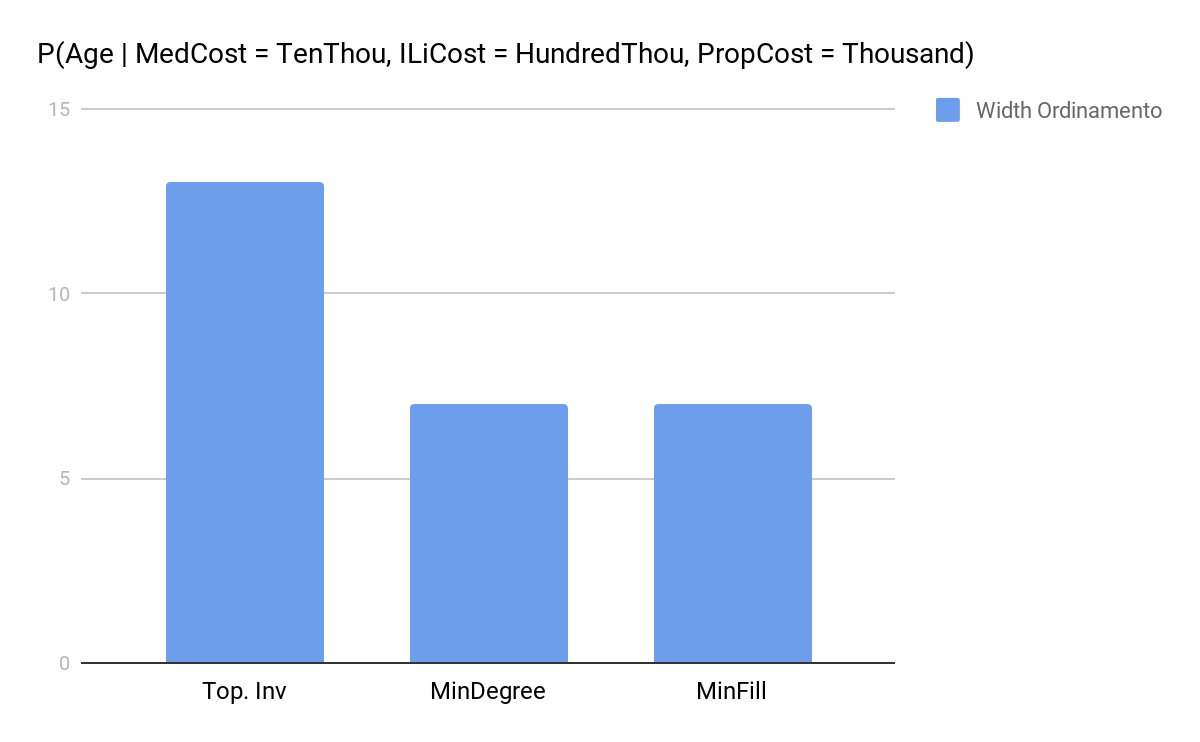 P(Age | MedCost = TenThou, ILiCost = HundredThou, PropCost = Thousand)
15
Width Ordinamento
10
5
0
Top. Inv MinDegree MinFill